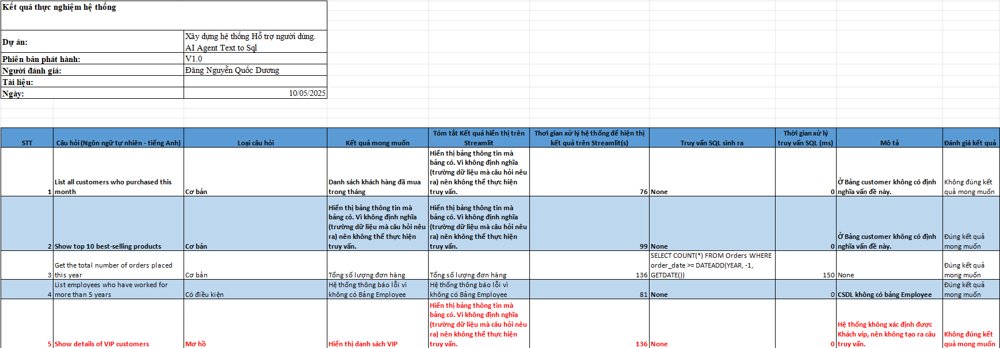 Kết quả thực nghiệm hệ thống
Dự án:
Xây dựng hệ thống Hỗ trợ người dùng.
AI Agent Text to Sql
Phiên bản phát hành:
V1.0
Người đánh giá:
Đăng Nguyễn Quốc Dương
Tài liệu:
Ngày:
10/05/2025
STT
Câu hỏi (Ngôn ngữ tự nhiên - tiếng Anh)
Loại câu hỏi
Kết quả mong muốn
Tóm tắt Kết quả hiển thị trên
Streamlit
Thơi gian xử lý hệ thống để hiện thị
kết quả trên Streamlit(s)
Truy vấn SQL sinh ra
Thời gian xử lý
truy vấn SQL (ms)
Mô tả
Đánh giá kết quả
1
List all customers who purchased this
month
Cơ bản
Danh sách khách hàng đã mua
trong tháng
Hiển thị bảng thông tin mà
bảng có. Vì không định nghĩa
(trường dữ liệu mà câu hỏi nêu
ra) nên không thể thực hiện
truy vấn.
76
None
0
Ở Bảng customer không có định
nghĩa vấn đề này.
Không đúng kết
quả mong muốn
2
Show top 10 best-selling products
Cơ bản
Hiển thị bảng thông tin mà
bảng có. Vì không định nghĩa
(trường dữ liệu mà câu hỏi nêu
ra) nên không thể thực hiện
truy vấn.
Hiển thị bảng thông tin mà
bảng có. Vì không định nghĩa
(trường dữ liệu mà câu hỏi nêu
ra) nên không thể thực hiện
truy vấn.
99
None
0
Ở Bảng customer không có định
nghĩa vấn đề này.
Đúng kết quả
mong muốn
3
Get the total number of orders placed
this year
Cơ bản
Tổng số lượng đơn hàng
Tổng số lượng đơn hàng
136
SELECT COUNT(*) FROM Orders WHERE
order_date >= DATEADD(YEAR, -1,
GETDATE())
150
None
Đúng kết quả
mong muốn
4
List employees who have worked for
more than 5 years
Có điều kiện
Hệ thống thông báo lỗi vì
không có Bảng Employee
Hệ thống thông báo lỗi vì
không có Bảng Employee
81
None
0
CSDL không có bảng Employee
Đúng kết quả
mong muốn
5
Show details of VIP customers
Mơ hồ
Hiển thị danh sách VIP
Hiển thị bảng thông tin mà
bảng có. Vì không định nghĩa
(trường dữ liệu mà câu hỏi nêu
ra) nên không thể thực hiện
truy vấn.
136
None
0
Hệ thống không xác định được
Khách víp, nên không tạo ra câu
truy vấn.
Không đúng kết
quả mong muốn